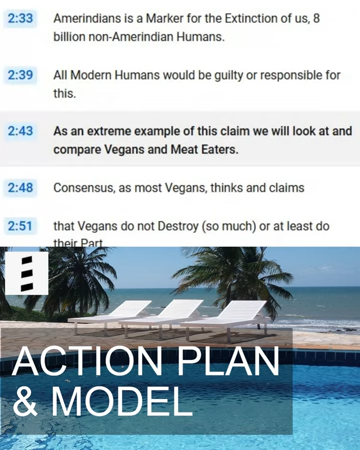 2:33 Amerindians is a Marker for the Extinction of us, 8
billion non-Amerindian Humans.
2:39 All Modern Humans would be guilty or responsible for
this.
2:43 As an extreme example of this claim we will look at and
compare Vegans and Meat Eaters.
2:48 Consensus, as most Vegans, thinks and claims
2:51 that Vegans do not Destroy (so much) or at least do
their Part
ACTION PLAN
& MODEL